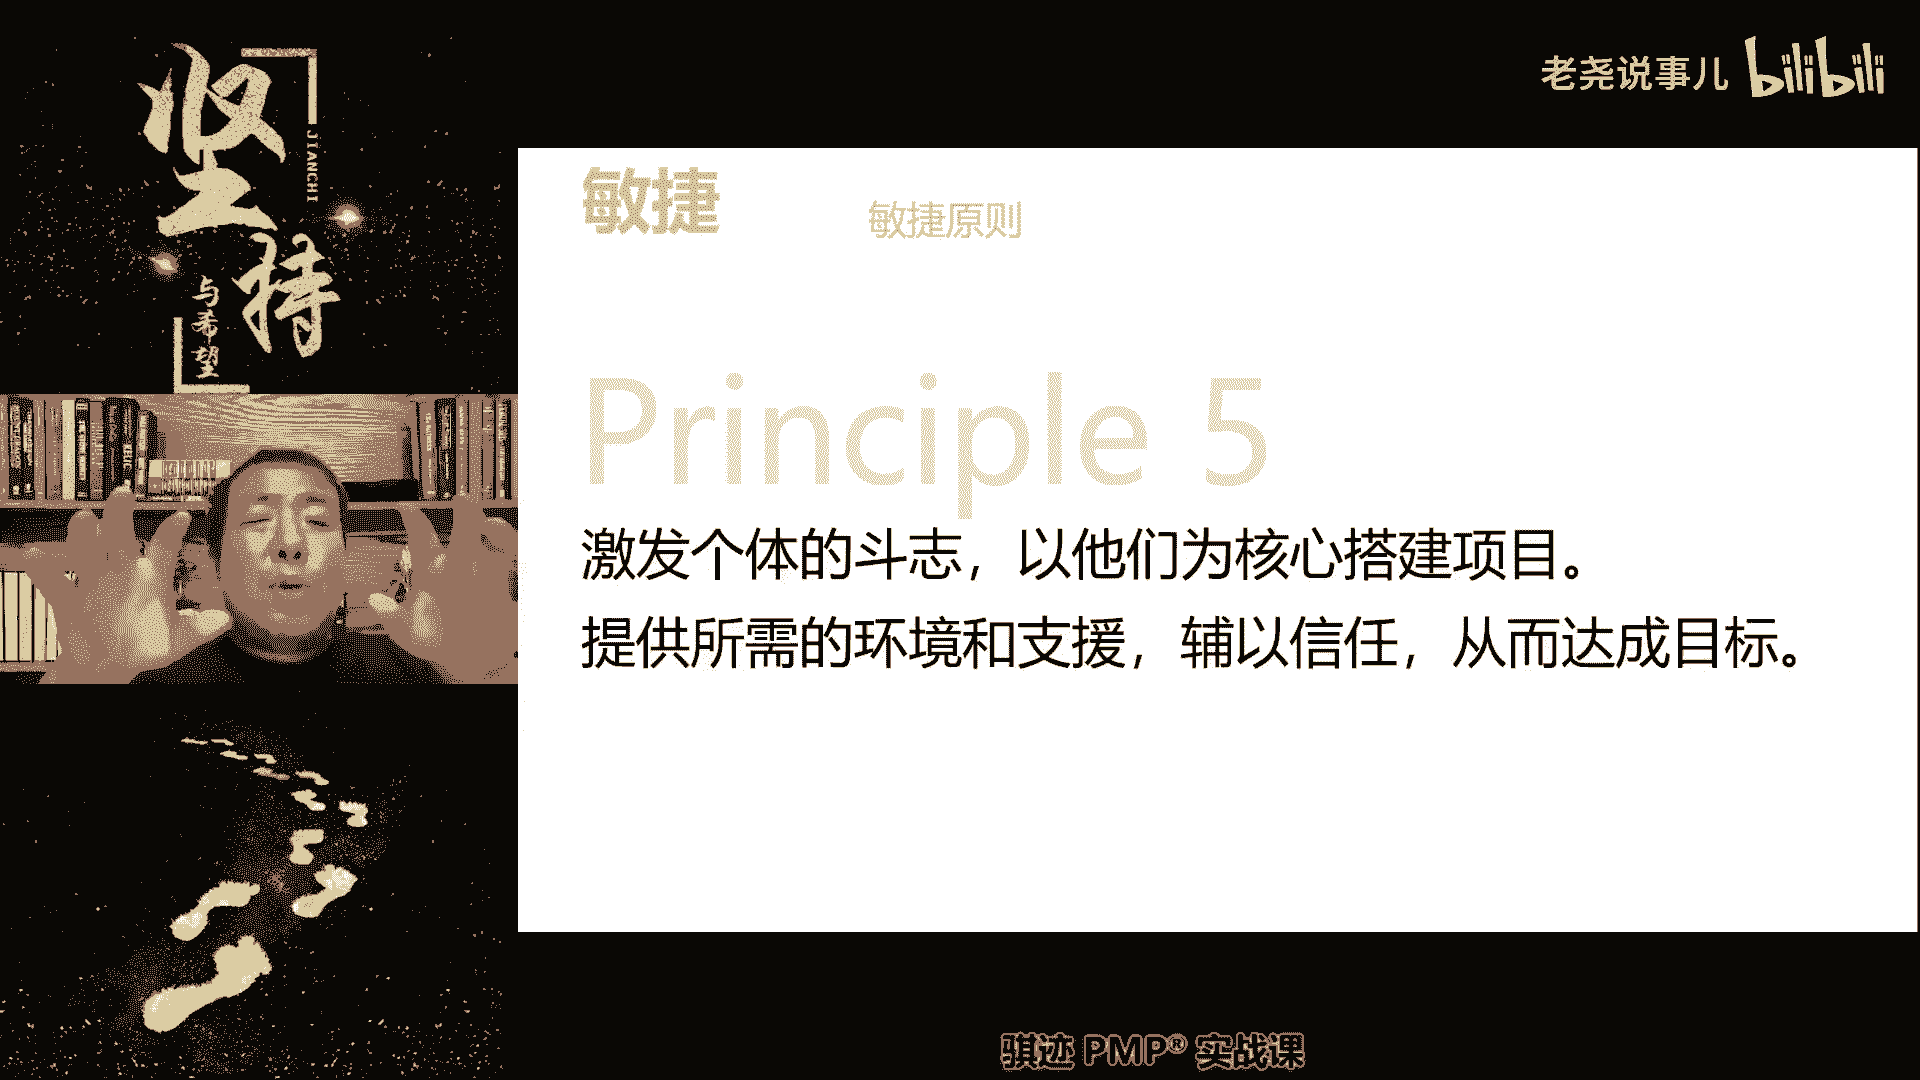 坚持
JIANCHI
与希望
老尧说事儿 bilibili
敏捷
敏捷原则
Principle 5
激发个体的斗志，以他们为核心搭建项目。
提供所需的环境和支援，辅以信任，从而达成目标。
骐迹 PMP® 实战课